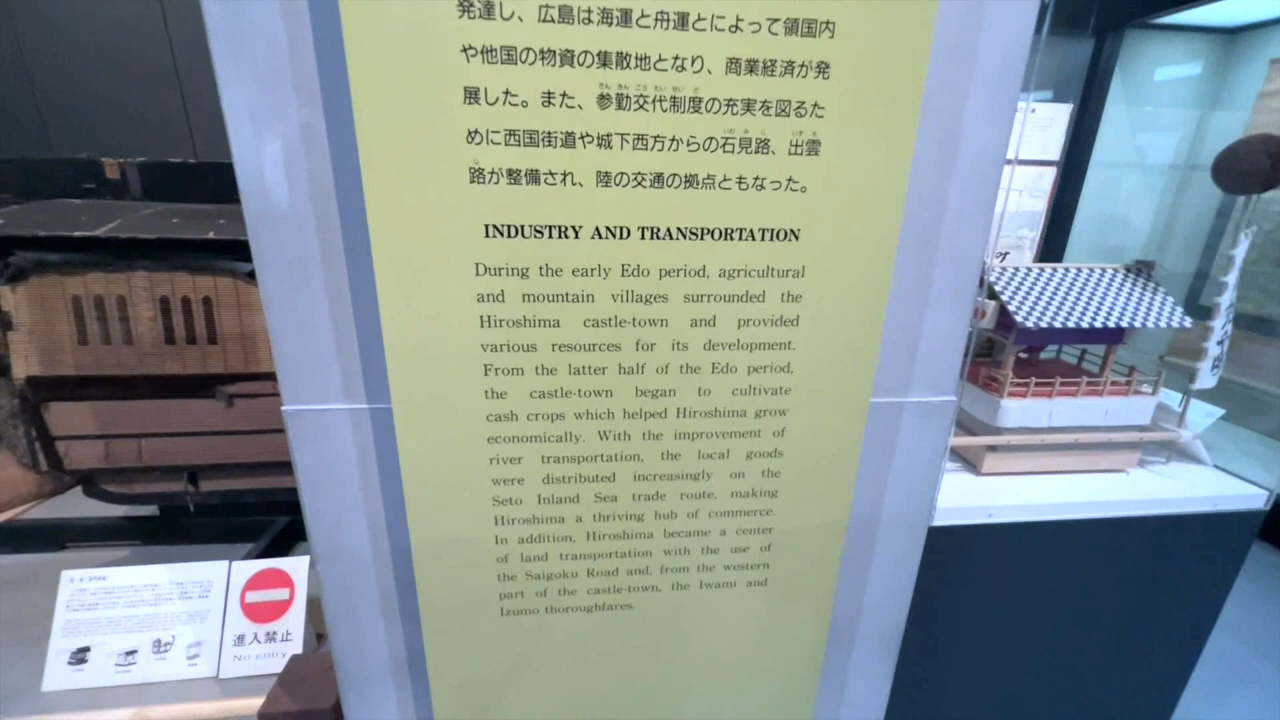 発達し、広島は海運と舟運とによって領国内
や他国の物資の集散地となり、商業経済が発
展した。また、参勤交代制度の充実を図るた
めに西国街道や城下西方からの石見路、出雲
路が整備され、陸の交通の拠点ともなった。
INDUSTRY AND TRANSPORTATION
During the early Edo period, agricultural
and mountain villages surrounded the
Hiroshima castle-town and provided
various resources for its development.
From the latter half of the Edo period,
the castle-town began to cultivate
cash crops which helped Hiroshima grow
economically. With the improvement of
river transportation, the local goods
were distributed increasingly on the
Seto Inland Sea trade route, making
Hiroshima a thriving hub of commerce.
In addition, Hiroshima became a center
of land transportation with the use of
the Saigoku Road and, from the western
part of the castle-town, the Iwami and
Izumo thoroughfares.
進入禁止
No entry